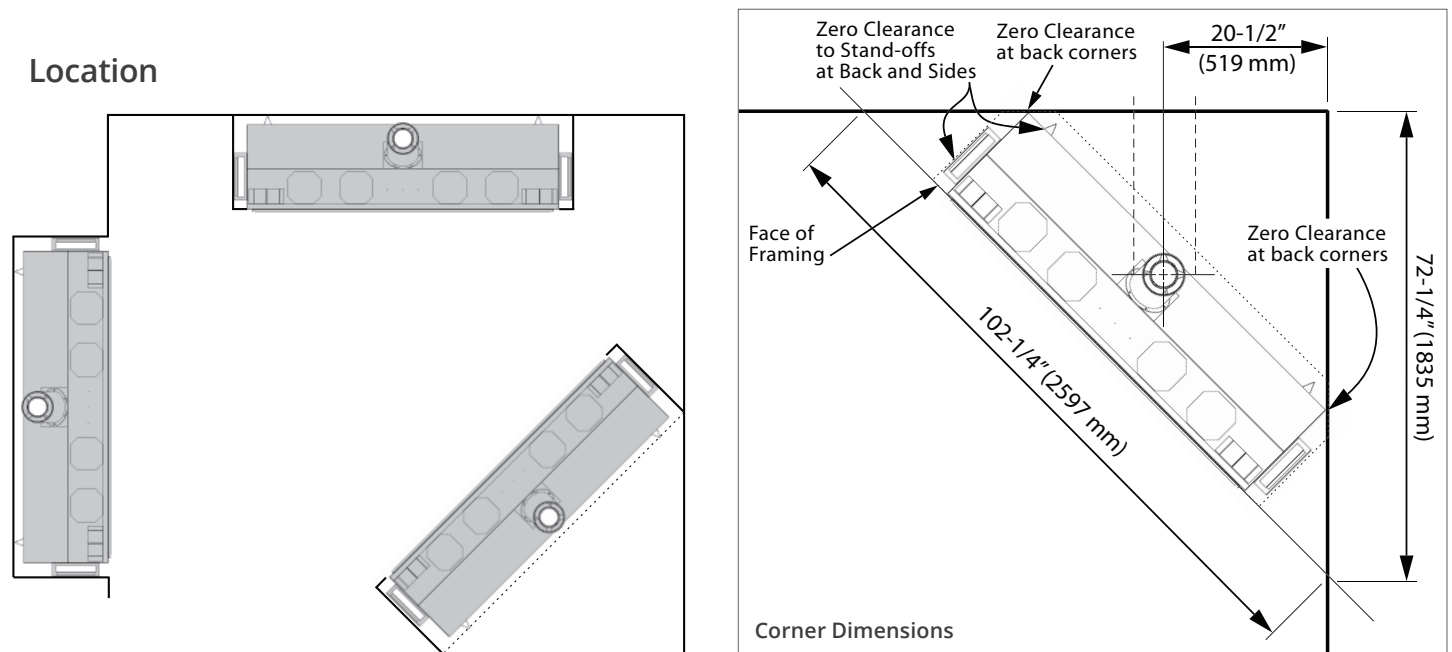 Location
Zero Clearance
to Stand-offs
at Back and Sides
Zero Clearance
at back corners
20-1/2”
(519 mm)
Face of
Framing
Zero Clearance
at back corners
72-1/4” (1835 mm)
102-1/4” (2597 mm)
Corner Dimensions